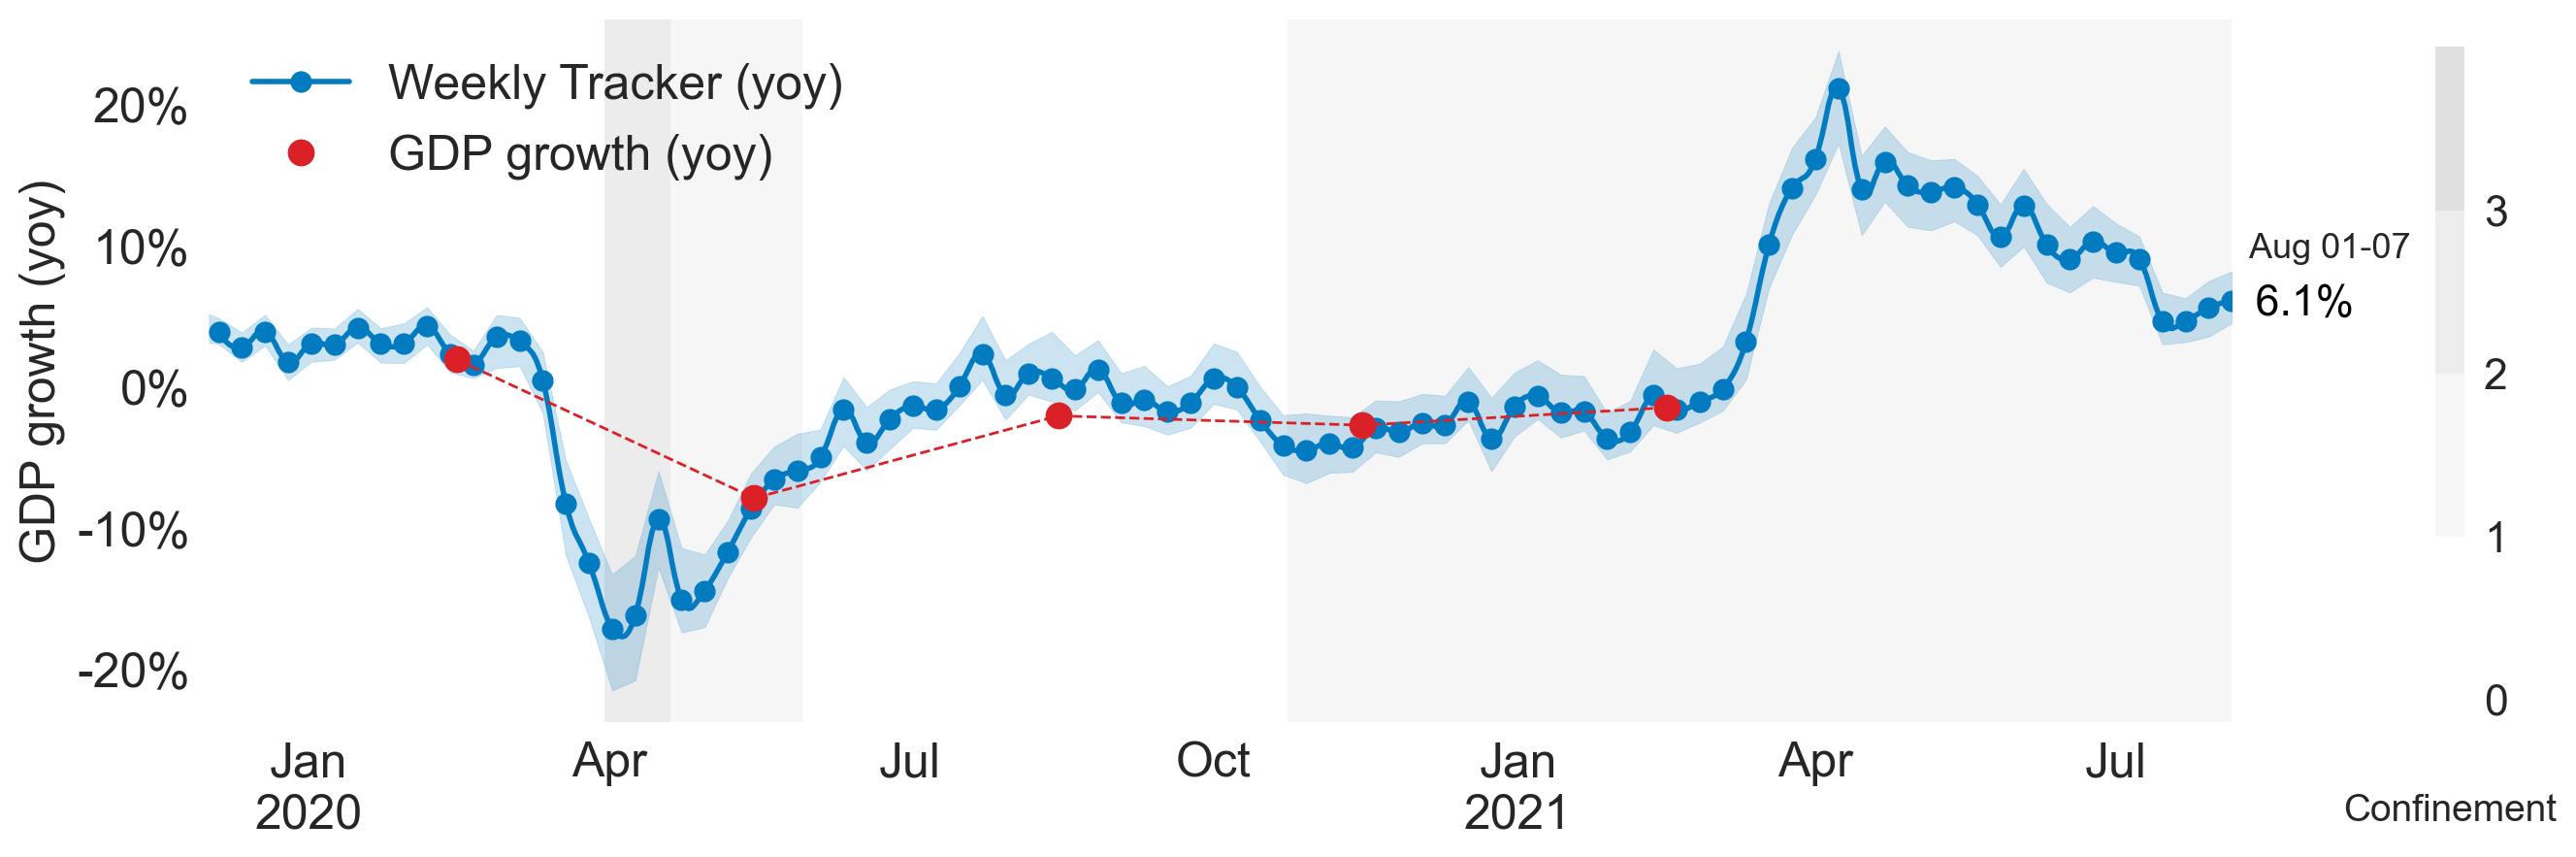 Weekly Tracker (yoy)
GDP growth (yoy)
GDP growth (yoy)
20%
10%
0%
-10%
-20%
Jan
2020
Apr
Jul
Oct
Jan
2021
Apr
Jul
Aug 01-07
6.1%
3
2
1
0
Confinement